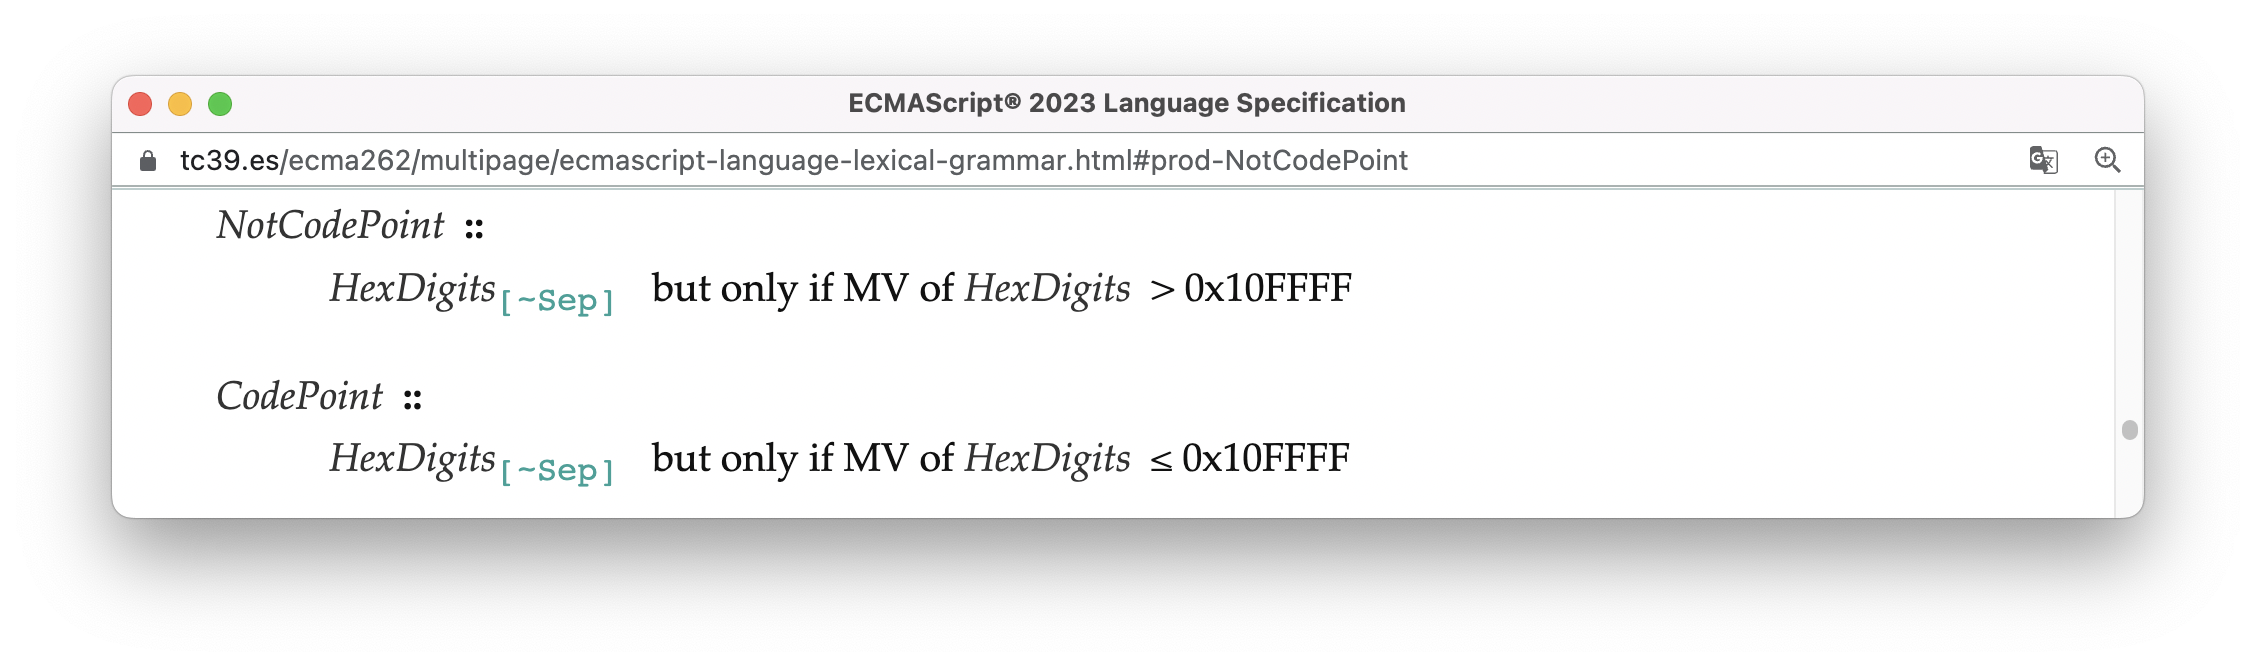 ECMAScript® 2023 Language Specification
tc39.es/ecma262/multipage/ecmascript-language-lexical-grammar.html#prod-NotCodePoint
NotCodePoint ::
HexDigits[~Sep] but only if MV of HexDigits > 0x10FFFF
CodePoint ::
HexDigits[~Sep] but only if MV of HexDigits ≤ 0x10FFFF